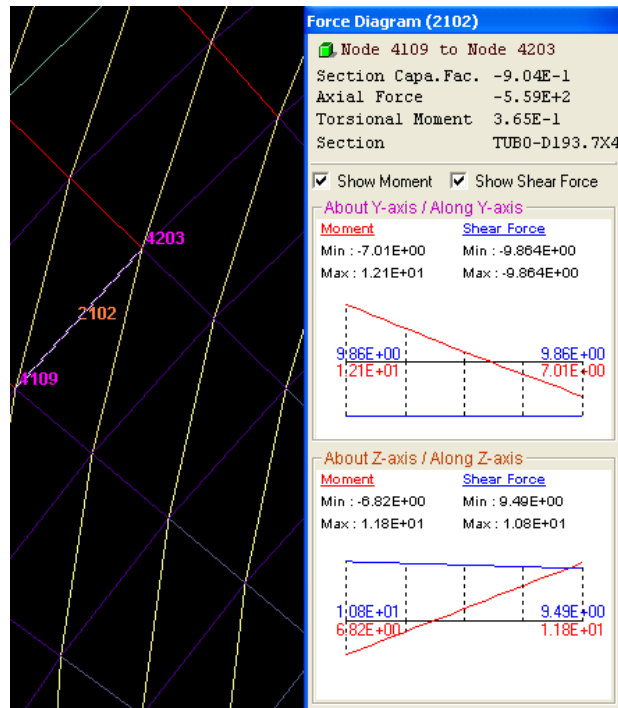 Force Diagram (2102)
Node 4109 to Node 4203
Section Capa.Fac. -9.04E-1
Axial Force -5.59E+2
Torsional Moment 3.65E-1
Section TUBO-D193.7X4
Show Moment Show Shear Force
About Y-axis / Along Y-axis
Moment Shear Force
Min : -7.01E+00 Min : -9.864E+00
Max : 1.21E+01 Max : -9.864E+00
9.86E+00 9.86E+00
1.21E+01 7.01E+00
About Z-axis / Along Z-axis
Moment Shear Force
Min : -6.82E+00 Min : 9.49E+00
Max : 1.18E+01 Max : 1.08E+01
1.08E+01 9.49E+00
6.82E+00 1.18E+01
4203
2102
4109